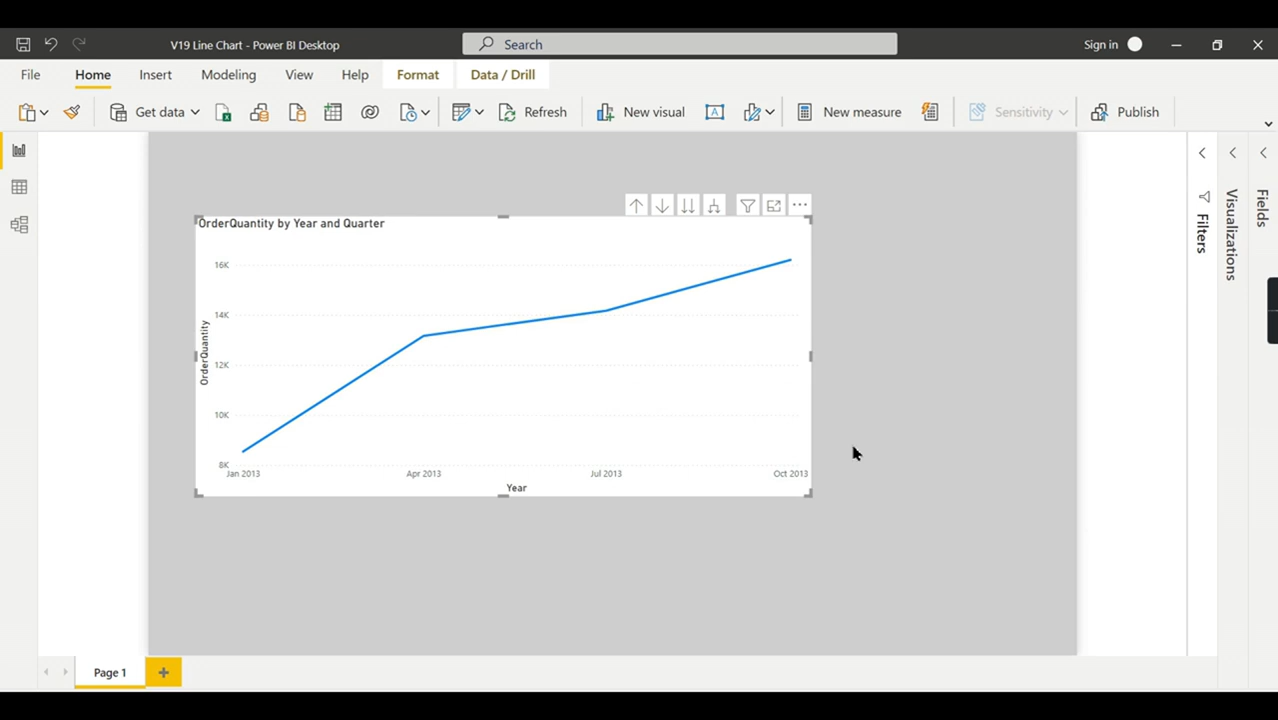 V19 Line Chart - Power BI Desktop
Search
Sign in
File Home Insert Modeling View Help Format Data / Drill
Get data Refresh New visual A New measure Sensitivity Publish
OrderQuantity by Year and Quarter
16K
14K
12K
10K
8K
OrderQuantity
Jan 2013 Apr 2013 Jul 2013 Oct 2013
Year
Filters
Visualizations
Fields
Page 1